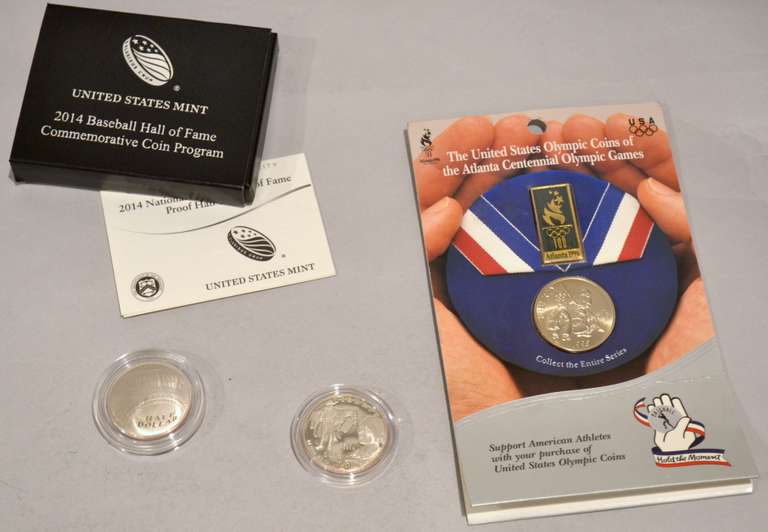 UNITED STATES MINT
2014 Baseball Hall of Fame
Commemorative Coin Program
2014 National of Fame
Proof Hal
UNITED STATES MINT
HALF
DOLLAR
USA
The United States Olympic Coins of
the Atlanta Centennial Olympic Games
100
Atlanta 1996
Collect the Entire Series
Support American Athletes
with your purchase of
United States Olympic Coins
Hold the Moment